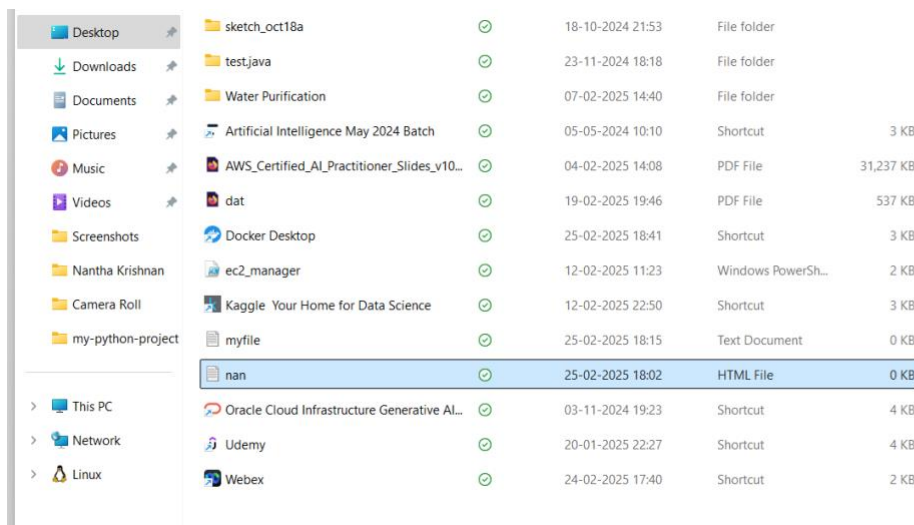 Desktop
Downloads
Documents
Pictures
Music
Videos
Screenshots
Nantha Krishnan
Camera Roll
my-python-project
This PC
Network
Linux
sketch_oct18a 18-10-2024 21:53 File folder
test.java 23-11-2024 18:18 File folder
Water Purification 07-02-2025 14:40 File folder
Artificial Intelligence May 2024 Batch 05-05-2024 10:10 Shortcut 3 KB
AWS_Certified_AI_Practitioner_Slides_v10... 04-02-2025 14:08 PDF File 31,237 KB
dat 19-02-2025 19:46 PDF File 537 KB
Docker Desktop 25-02-2025 18:41 Shortcut 3 KB
ec2_manager 12-02-2025 11:23 Windows PowerSh... 2 KB
Kaggle Your Home for Data Science 12-02-2025 22:50 Shortcut 3 KB
myfile 25-02-2025 18:15 Text Document 0 KB
nan 25-02-2025 18:02 HTML File 0 KB
Oracle Cloud Infrastructure Generative AI... 03-11-2024 19:23 Shortcut 4 KB
Udemy 20-01-2025 22:27 Shortcut 4 KB
Webex 24-02-2025 17:40 Shortcut 2 KB